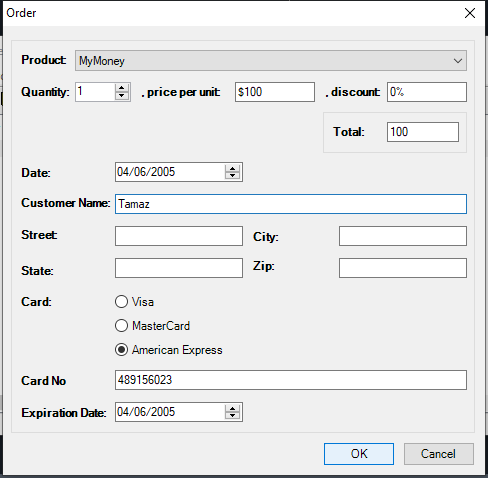 Order
Product: MyMoney
Quantity: 1 , price per unit: $100 , discount: 0%
Total: 100
Date: 04/06/2005
Customer Name: Tamaz
Street: City:
State: Zip:
Card: Visa
MasterCard
American Express
Card No 489156023
Expiration Date: 04/06/2005
OK Cancel